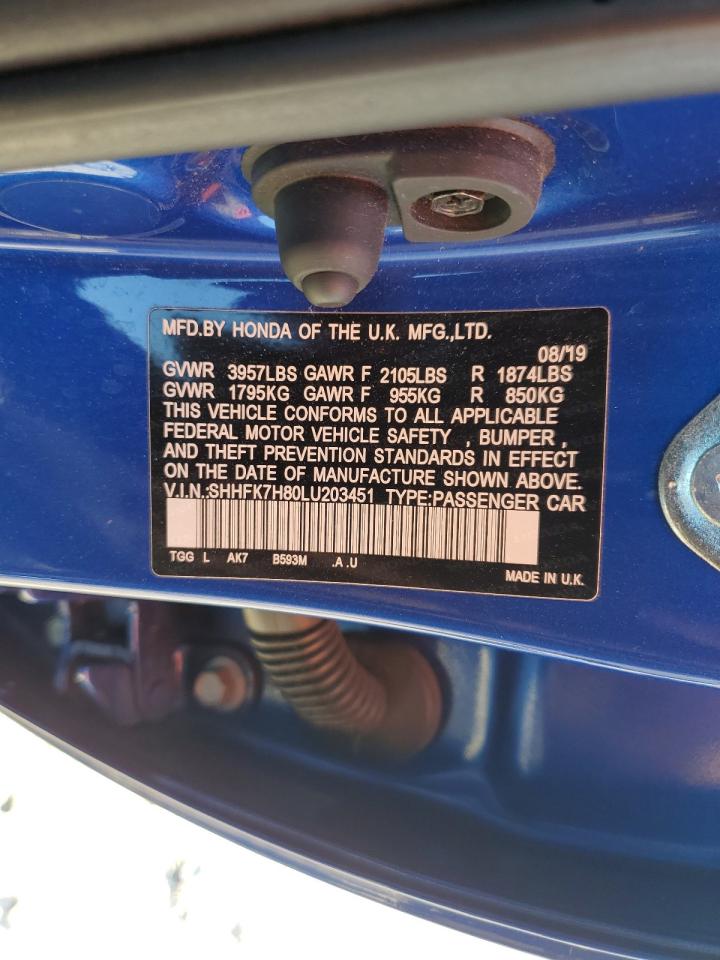 MFD.BY HONDA OF THE U.K. MFG.,LTD.
08/19
GVWR 3957LBS GAWR F 2105LBS R 1874LBS
GVWR 1795KG GAWR F 955KG R 850KG
THIS VEHICLE CONFORMS TO ALL APPLICABLE
FEDERAL MOTOR VEHICLE SAFETY , BUMPER ,
AND THEFT PREVENTION STANDARDS IN EFFECT
ON THE DATE OF MANUFACTURE SHOWN ABOVE.
V.I.N.:SHHFK7H80LU203451 TYPE:PASSENGER CAR
TGG L AK7 B593M .A .U
MADE IN U.K.